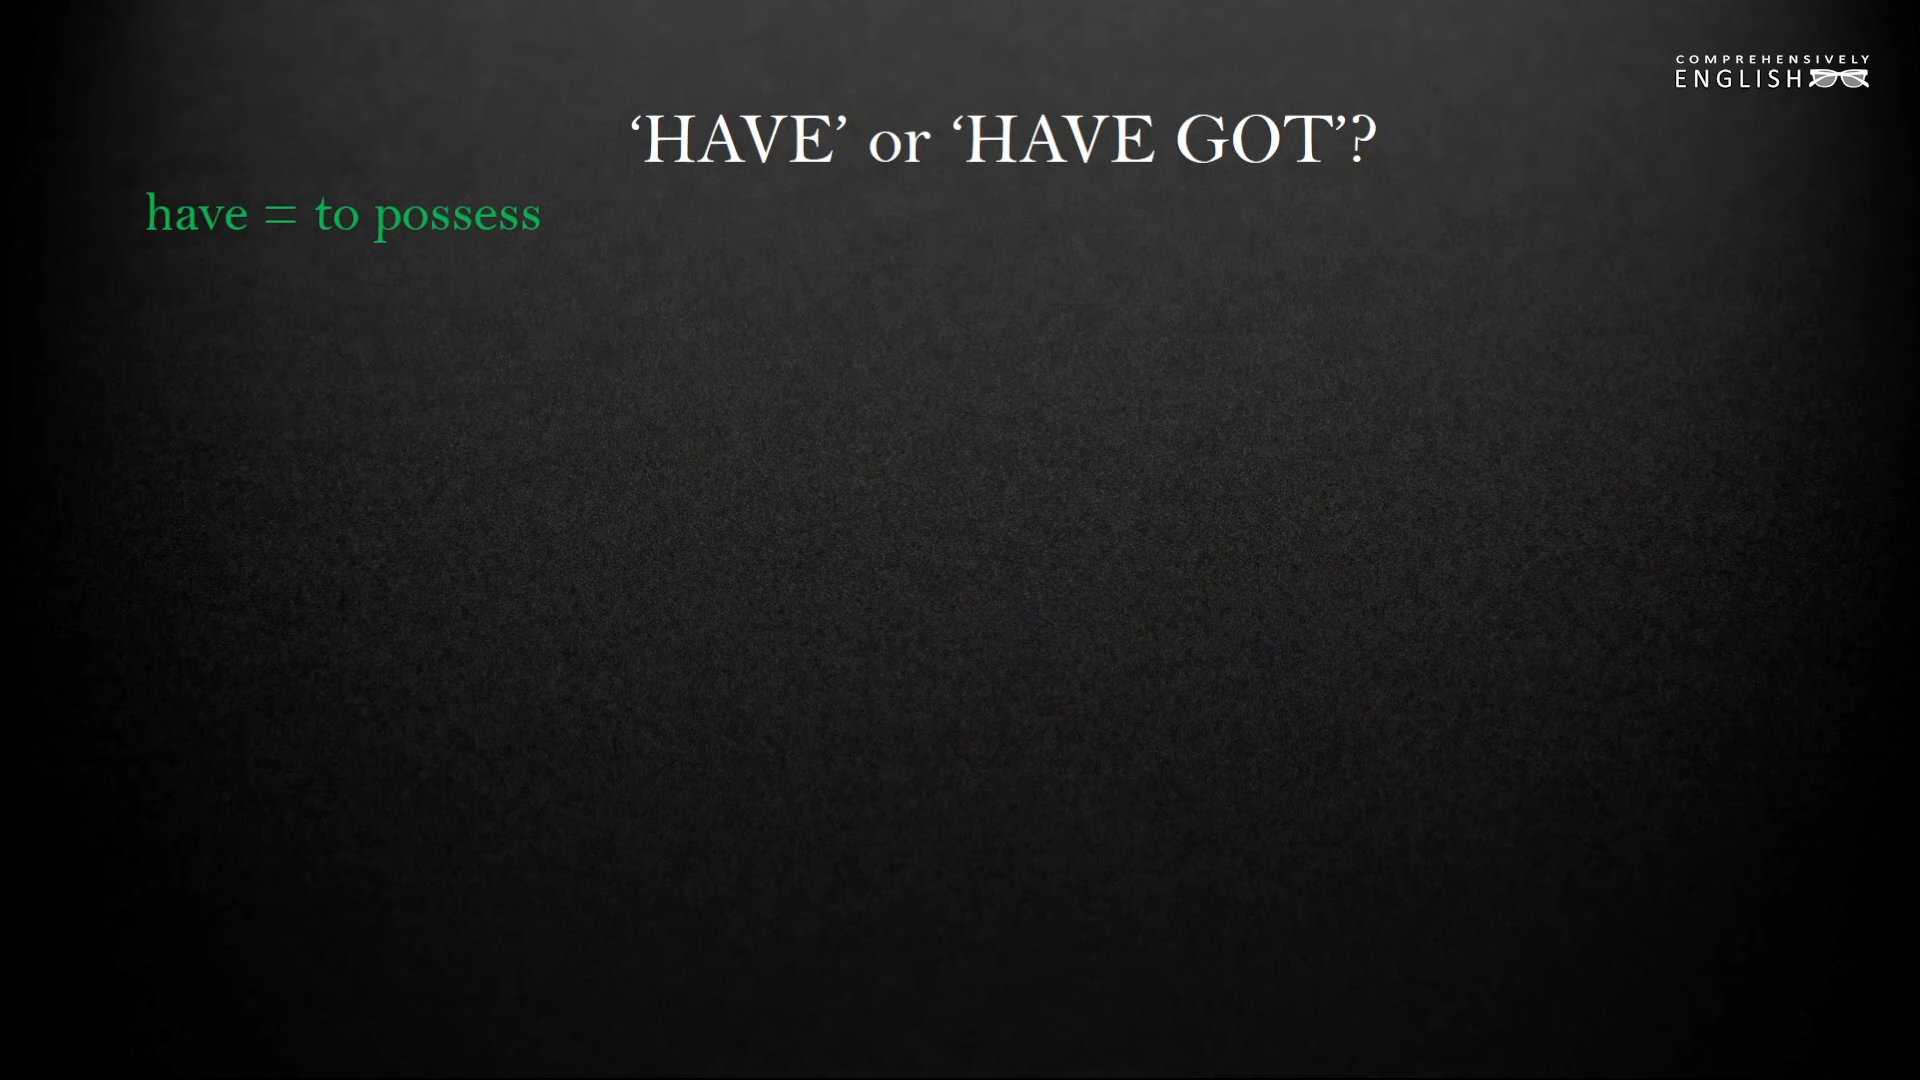 COMPREHENSIVELY
ENGLISH
‘HAVE’ or ‘HAVE GOT’?
have = to possess